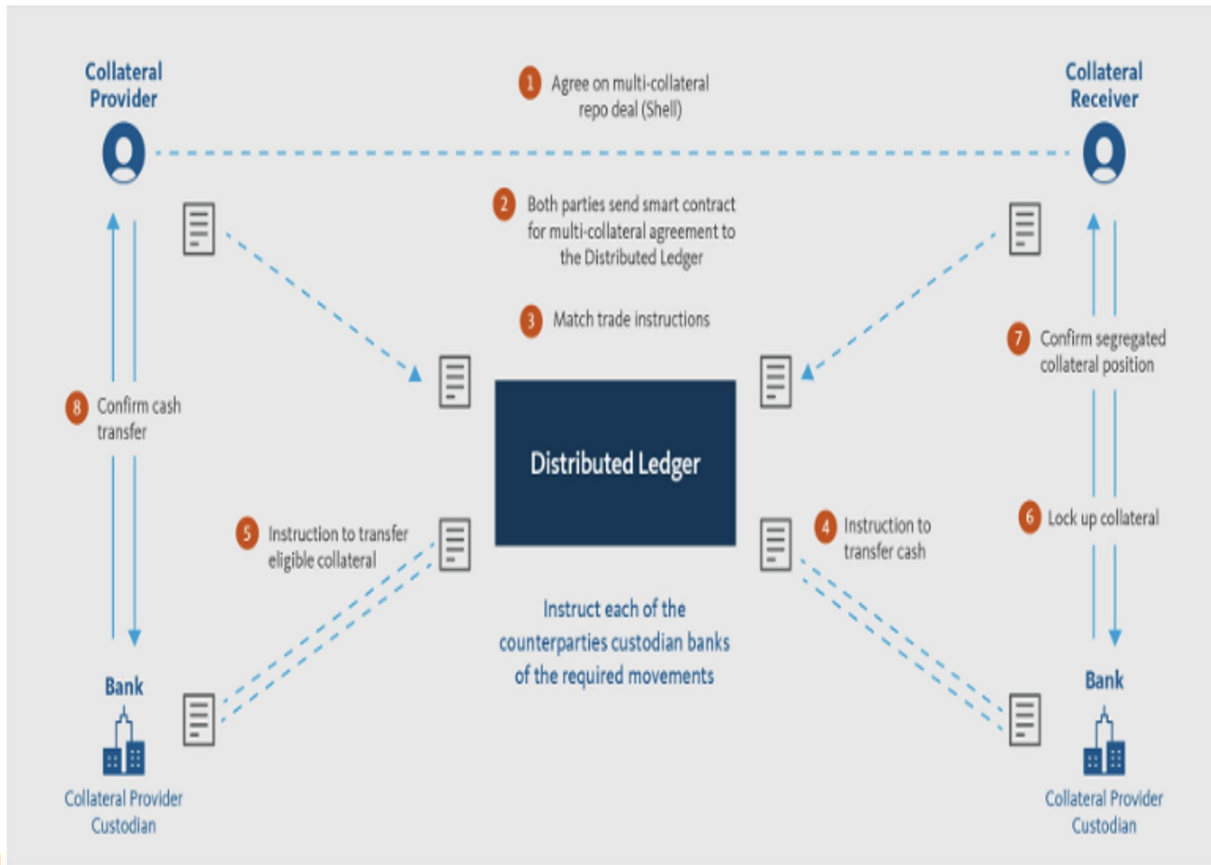 Collateral
Provider
1 Agree on multi-collateral
repo deal (Shell)
Collateral
Receiver
2 Both parties send smart contract
for multi-collateral agreement to
the Distributed Ledger
3 Match trade instructions
7 Confirm segregated
collateral position
8 Confirm cash
transfer
Distributed Ledger
5 Instruction to transfer
eligible collateral
4 Instruction to
transfer cash
6 Lock up collateral
Instruct each of the
counterparties custodian banks
of the required movements
Bank
Collateral Provider
Custodian
Bank
Collateral Provider
Custodian